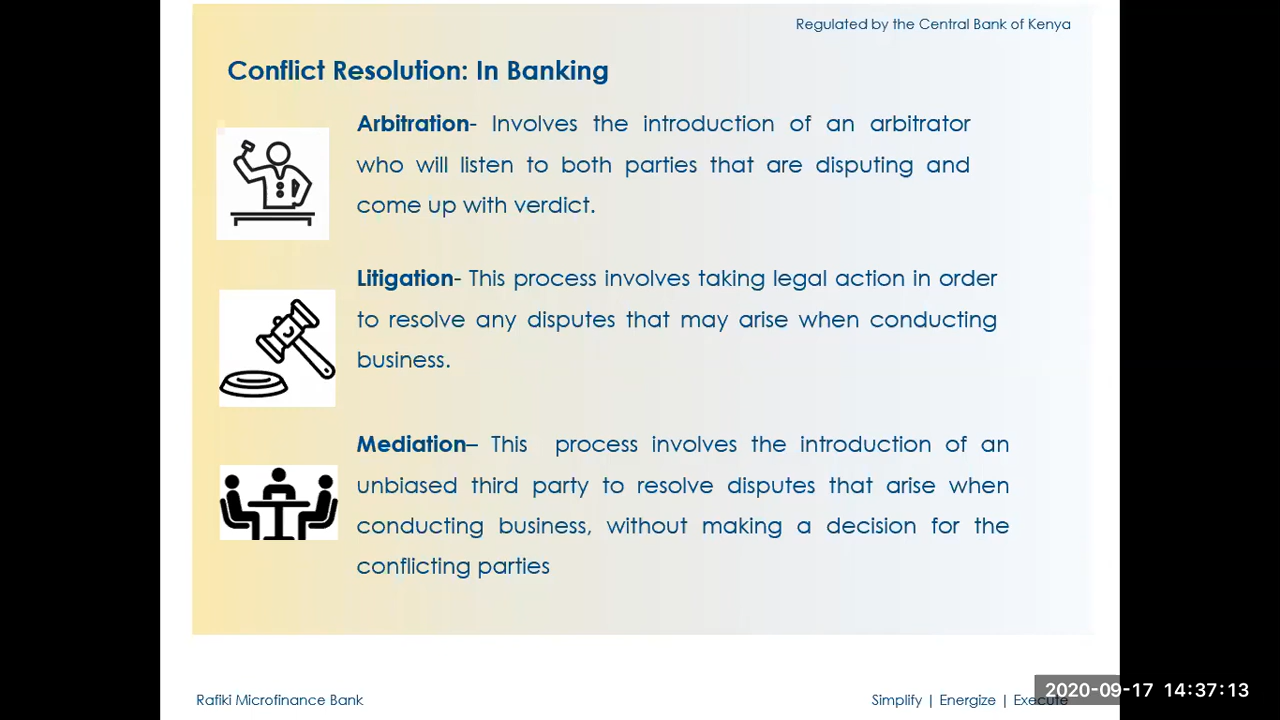 Regulated by the Central Bank of Kenya
Conflict Resolution: In Banking
Arbitration- Involves the introduction of an arbitrator
who will listen to both parties that are disputing and
come up with verdict.
Litigation- This process involves taking legal action in order
to resolve any disputes that may arise when conducting
business.
Mediation– This process involves the introduction of an
unbiased third party to resolve disputes that arise when
conducting business, without making a decision for the
conflicting parties
Rafiki Microfinance Bank
Simplify | Energize | Execute
2020-09-17 14:37:13